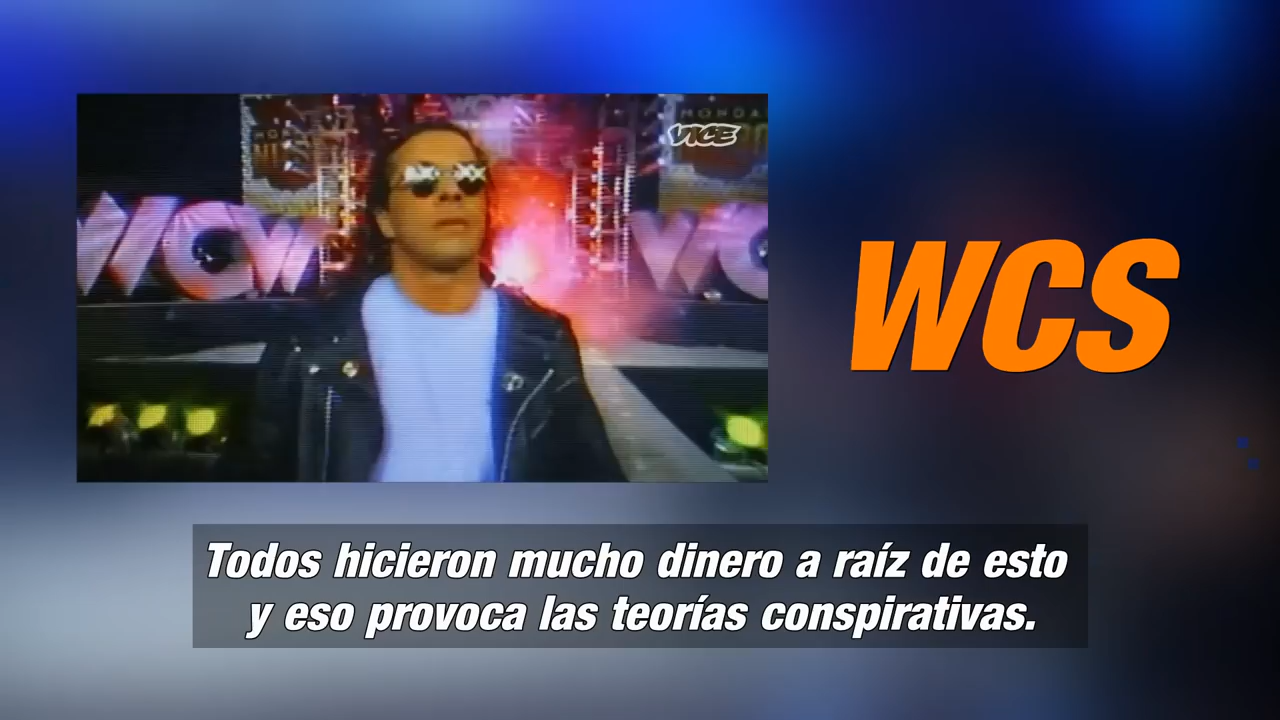 VICE
WCW
WCS
Todos hicieron mucho dinero a raíz de esto
y eso provoca las teorías conspirativas.